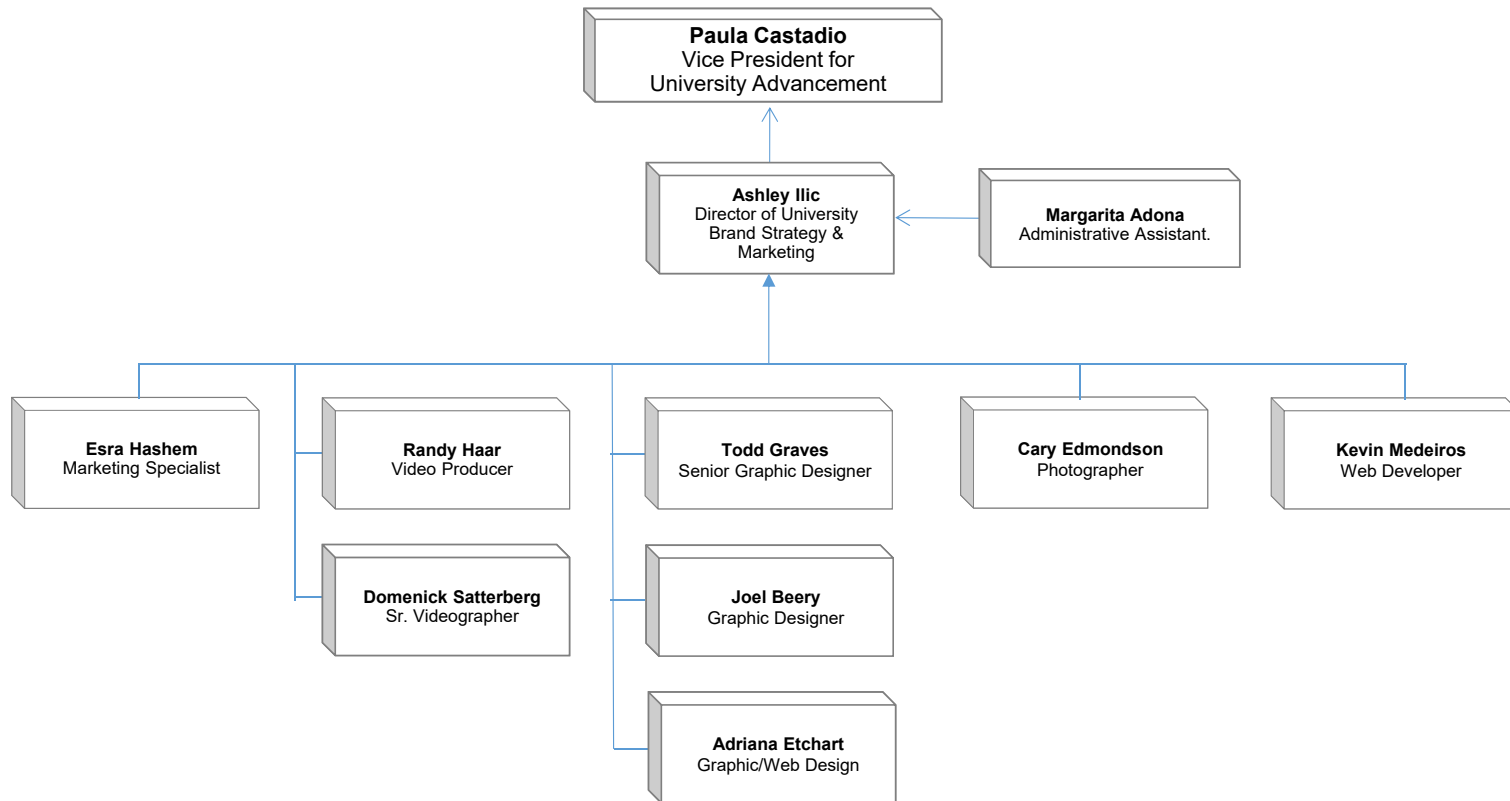 Paula Castadio
Vice President for
University Advancement
Ashley Ilic
Director of University
Brand Strategy &
Marketing
Margarita Adona
Administrative Assistant.
Esra Hashem
Marketing Specialist
Randy Haar
Video Producer
Todd Graves
Senior Graphic Designer
Cary Edmondson
Photographer
Kevin Medeiros
Web Developer
Domenick Satterberg
Sr. Videographer
Joel Beery
Graphic Designer
Adriana Etchart
Graphic/Web Design